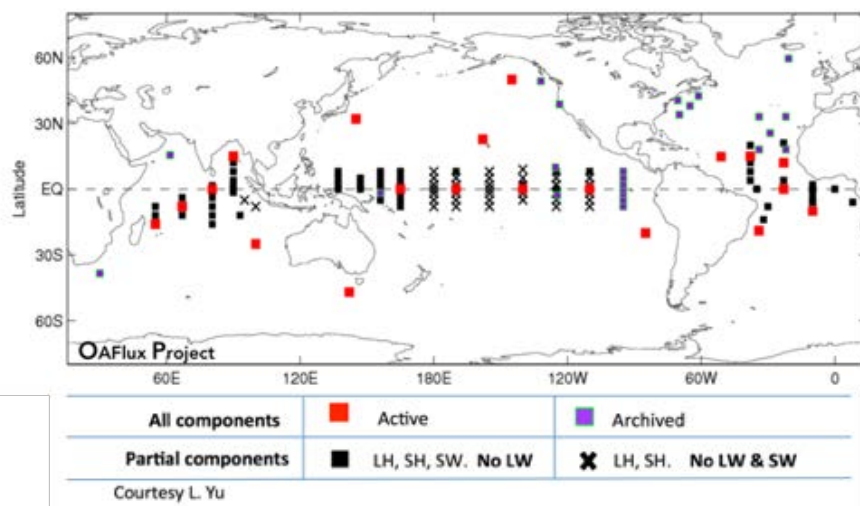 60N
30N
EQ
30S
60S
Latitude
OAFlux Project
60E 120E 180E 120W 60W 0
All components Active Archived
Partial components LH, SH, SW. No LW LH, SH. No LW & SW
Courtesy L. Yu